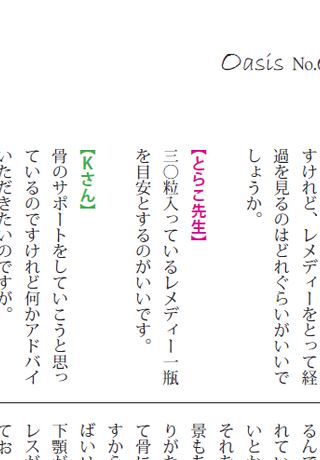 Oasis No.
すけれど、レメディーをとって経
過を見るのはどれぐらいがいいで
しょうか。
【とらこ先生】
三〇粒入っているレメディー一瓶
を目安とするのがいいです。
【Kさん】
骨のサポートをしていこうと思っ
ているのですけれど何かアドバイ
いただきたいのですが。
るんで
れてい
いとか
それを
景もあ
りがた
て骨に
すから
ばいけ
下顎が
レスが
てお